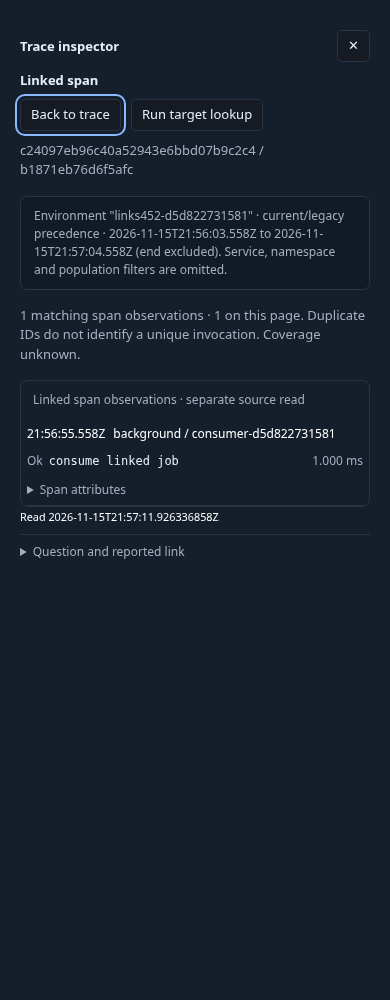 Trace inspector
✕
Linked span
Back to trace
Run target lookup
c24097eb96c40a52943e6bbd07b9c2c4 /
b1871eb76d6f5afc
Environment "links452-d5d822731581" · current/legacy
precedence · 2026-11-15T21:56:03.558Z to 2026-11-
15T21:57:04.558Z (end excluded). Service, namespace
and population filters are omitted.
1 matching span observations · 1 on this page. Duplicate
IDs do not identify a unique invocation. Coverage
unknown.
Linked span observations · separate source read
21:56:55.558Z background / consumer-d5d822731581
Ok consume linked job 1.000 ms
▶ Span attributes
Read 2026-11-15T21:57:11.926336858Z
▶ Question and reported link